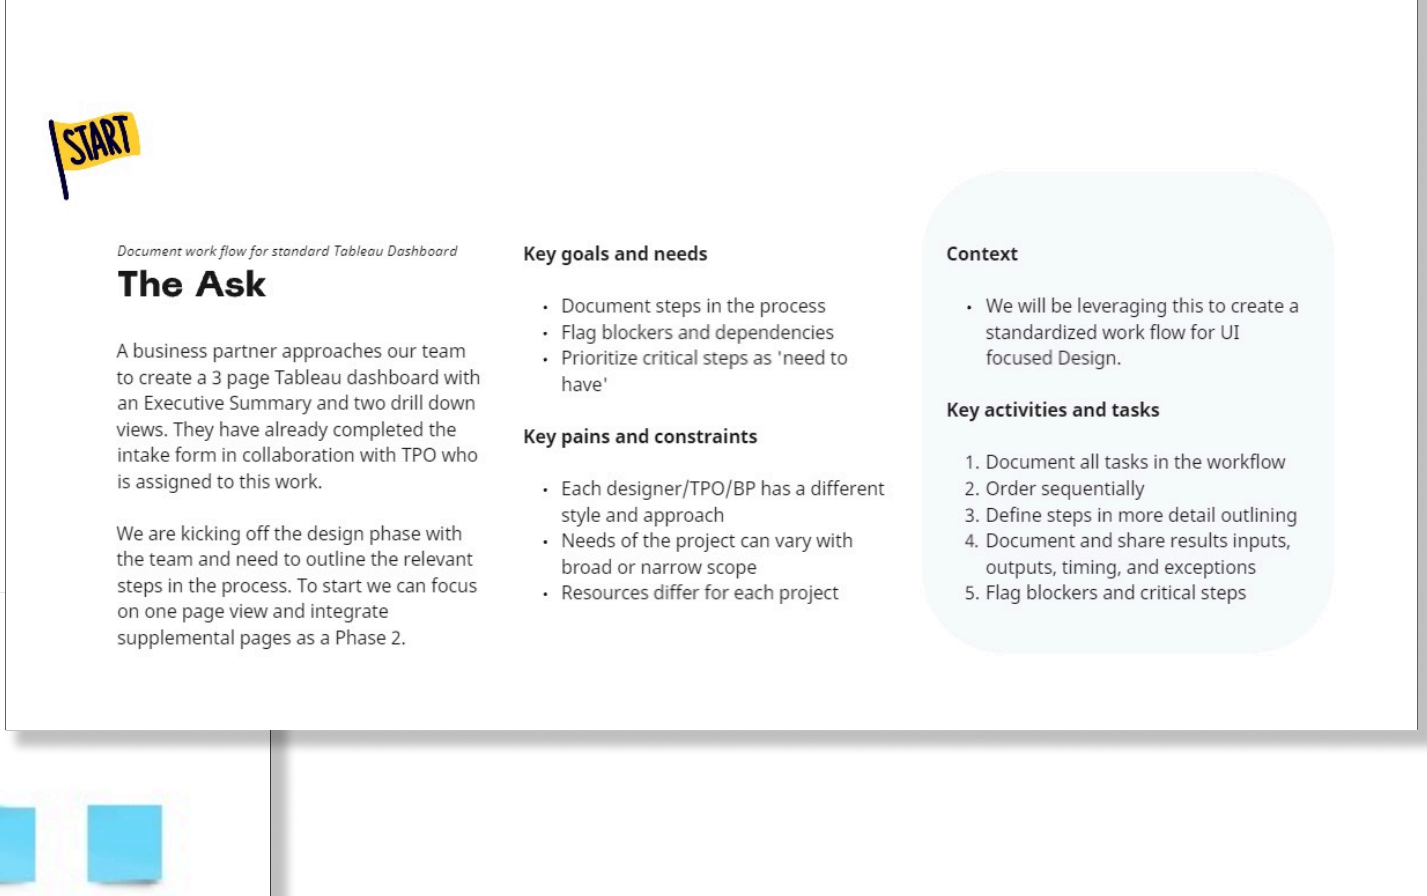 START
Document work flow for standard Tableau Dashboard
The Ask
A business partner approaches our team
to create a 3 page Tableau dashboard with
an Executive Summary and two drill down
views. They have already completed the
intake form in collaboration with TPO who
is assigned to this work.
We are kicking off the design phase with
the team and need to outline the relevant
steps in the process. To start we can focus
on one page view and integrate
supplemental pages as a Phase 2.
Key goals and needs
• Document steps in the process
• Flag blockers and dependencies
• Prioritize critical steps as 'need to
have'
Key pains and constraints
• Each designer/TPO/BP has a different
style and approach
• Needs of the project can vary with
broad or narrow scope
• Resources differ for each project
Context
• We will be leveraging this to create a
standardized work flow for UI
focused Design.
Key activities and tasks
1. Document all tasks in the workflow
2. Order sequentially
3. Define steps in more detail outlining
4. Document and share results inputs,
outputs, timing, and exceptions
5. Flag blockers and critical steps